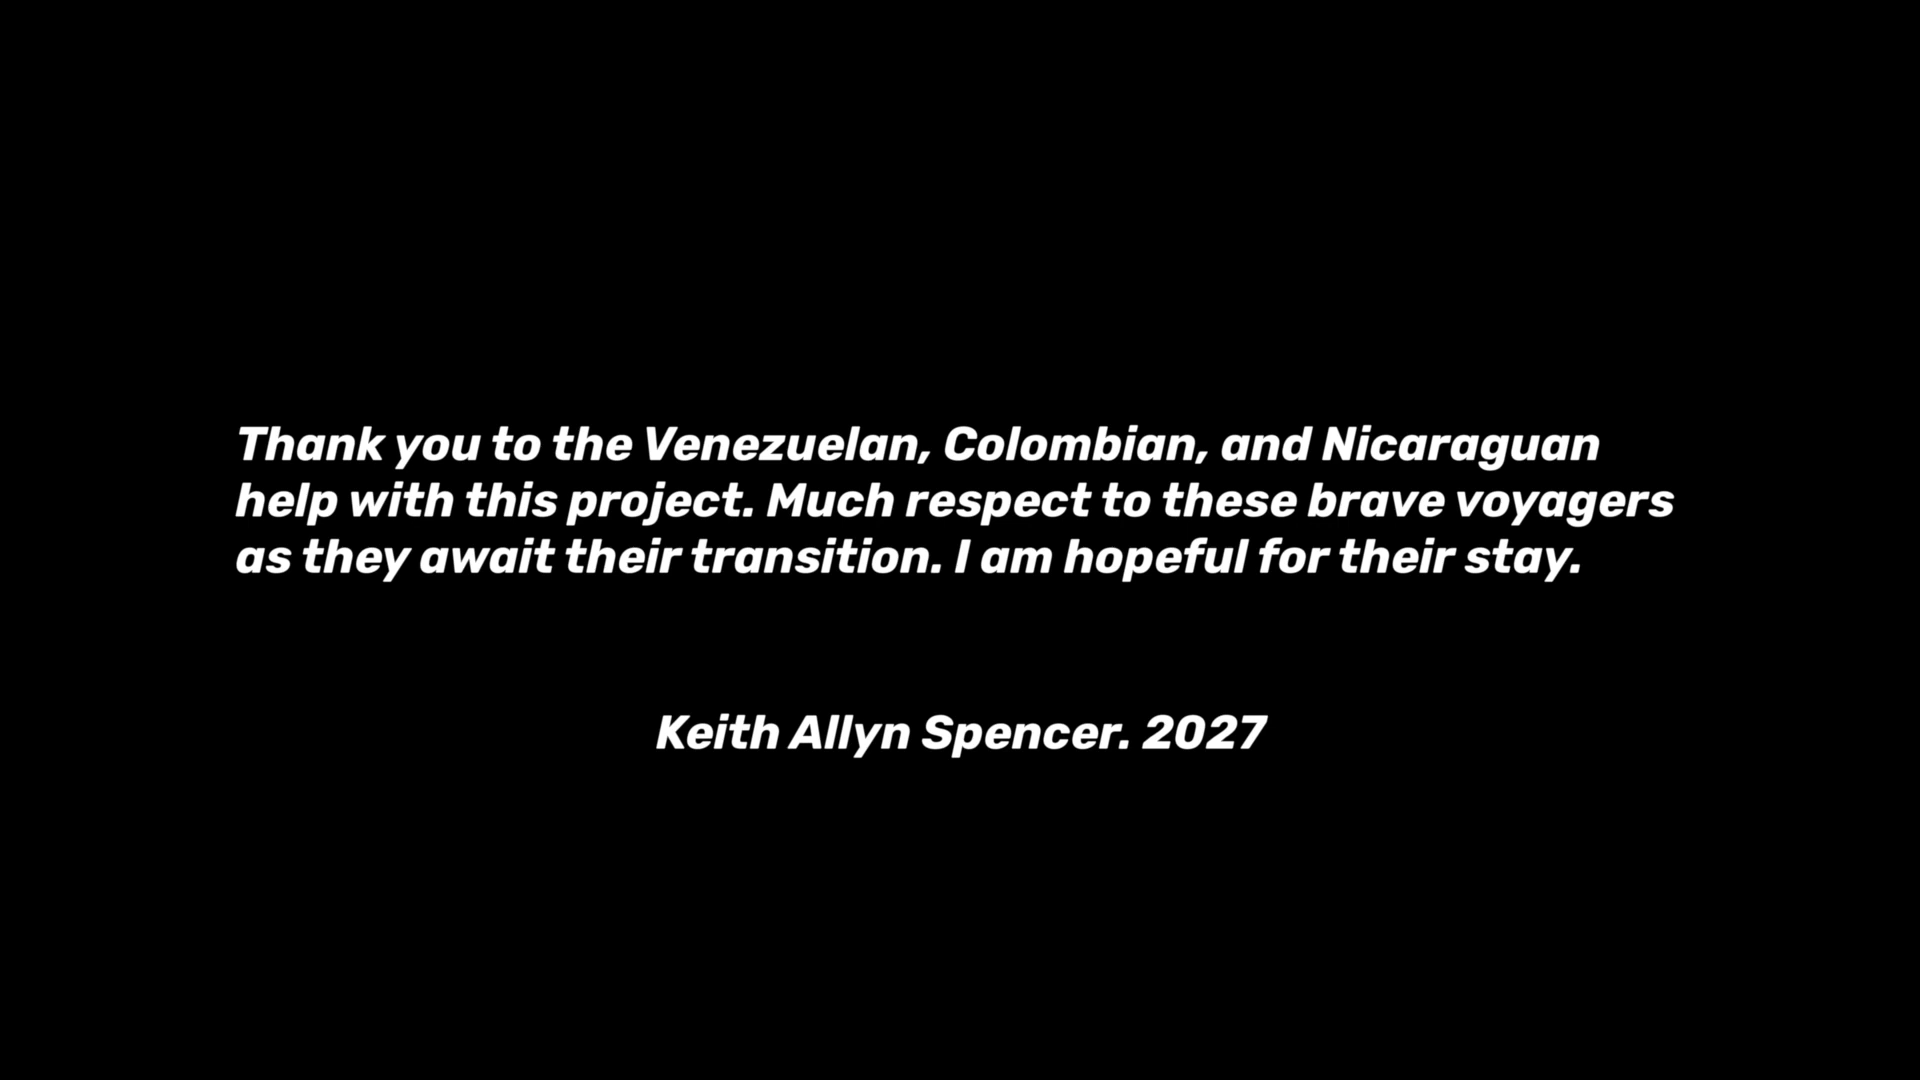 Thank you to the Venezuelan, Colombian, and Nicaraguan
help with this project. Much respect to these brave voyagers
as they await their transition. I am hopeful for their stay.
Keith Allyn Spencer. 2027